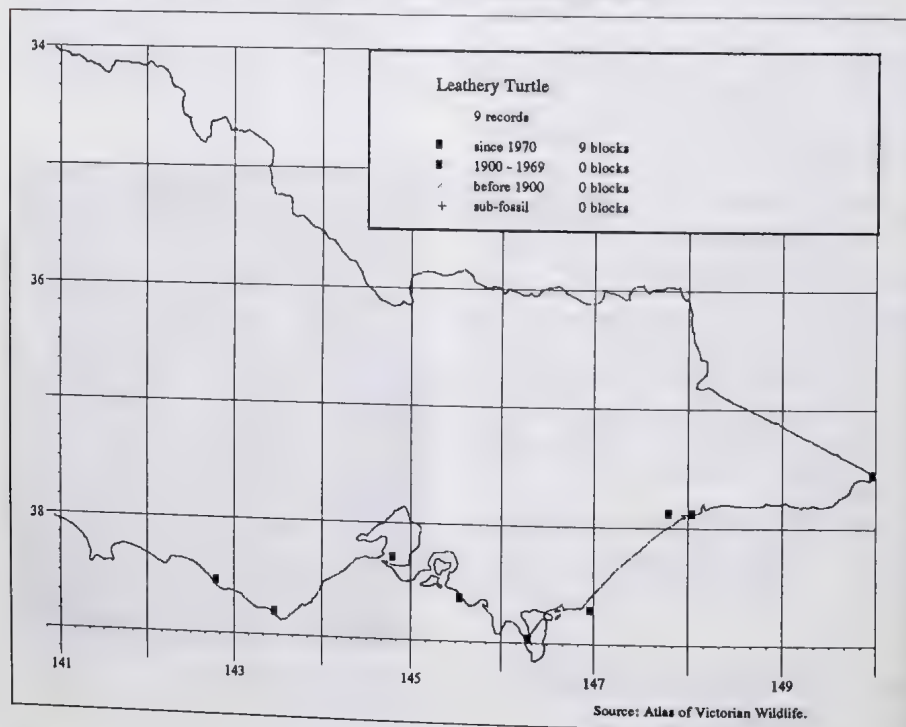 Leathery Turtle
9 records
■ since 1970 9 blocks
■ 1900 - 1969 0 blocks
before 1900 0 blocks
+ sub-fossil 0 blocks
34
36
38
141 143 145 147 149
Source: Atlas of Victorian Wildlife.